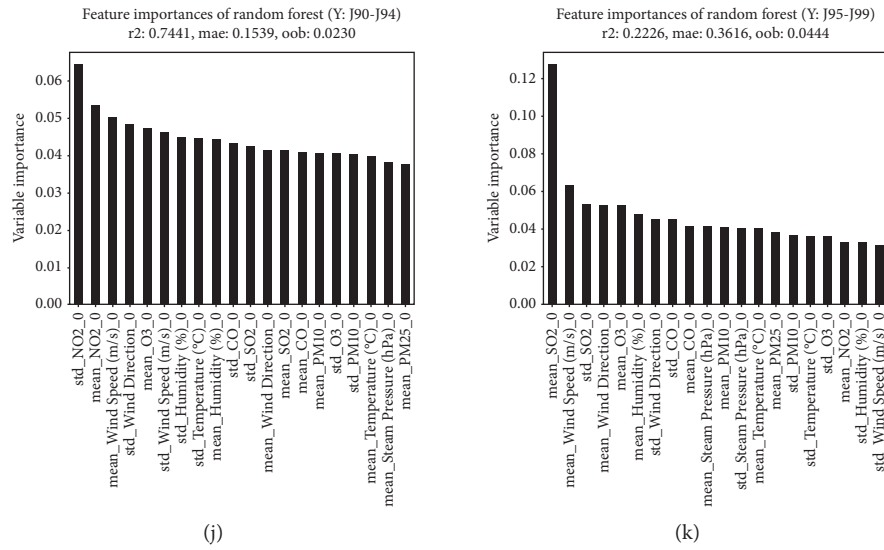 Feature importances of random forest (Y: J90-J94)
r2: 0.7441, mae: 0.1539, oob: 0.0230
Variable importance
0.06
0.05
0.04
0.03
0.02
0.01
0.00
std_NO2_0
mean_NO2_0
mean_Wind Speed (m/s)_0
std_Wind Direction_0
mean_O3_0
std_Wind Speed (m/s)_0
std_Humidity (%)_0
std_Temperature (°C)_0
mean_Humidity (%)_0
std_CO_0
std_SO2_0
mean_Wind Direction_0
mean_SO2_0
mean_CO_0
mean_PM10_0
std_O3_0
std_PM10_0
mean_Temperature (°C)_0
mean_Steam Pressure (hPa)_0
mean_PM25_0
(j)
Feature importances of random forest (Y: J95-J99)
r2: 0.2226, mae: 0.3616, oob: 0.0444
Variable importance
0.12
0.10
0.08
0.06
0.04
0.02
0.00
mean_SO2_0
mean_Wind Speed (m/s)_0
std_SO2_0
mean_Wind Direction_0
mean_O3_0
mean_Humidity (%)_0
std_Wind Direction_0
std_CO_0
mean_CO_0
mean_Steam Pressure (hPa)_0
mean_PM10_0
std_Steam Pressure (hPa)_0
mean_Temperature (°C)_0
mean_PM25_0
std_PM10_0
std_Temperature (°C)_0
std_O3_0
mean_NO2_0
std_Humidity (%)_0
std_Wind Speed (m/s)_0
(k)